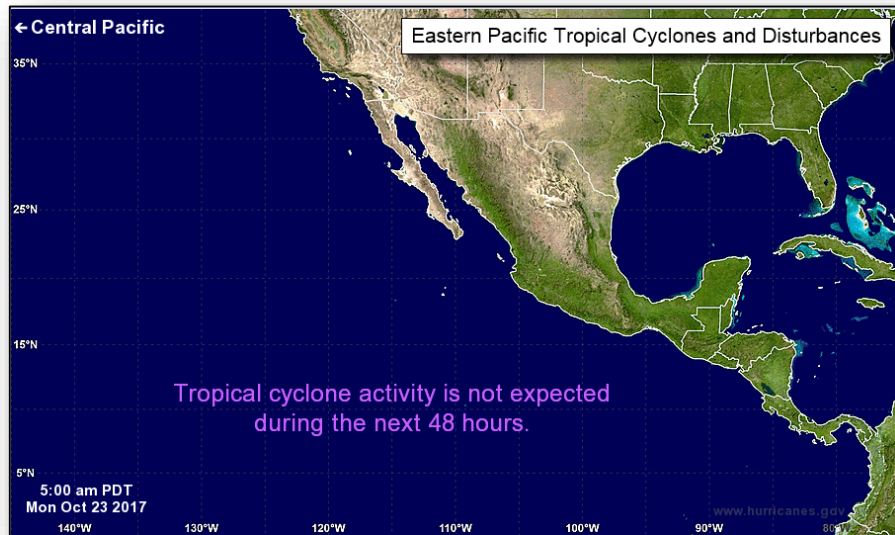 ←Central Pacific
Eastern Pacific Tropical Cyclones and Disturbances
35°N
25°N
15°N
Tropical cyclone activity is not expected
during the next 48 hours.
5°N
5:00 am PDT
Mon Oct 23 2017
www.hurricanes.gov
140°W 130°W 120°W 110°W 100°W 90°W 80°W